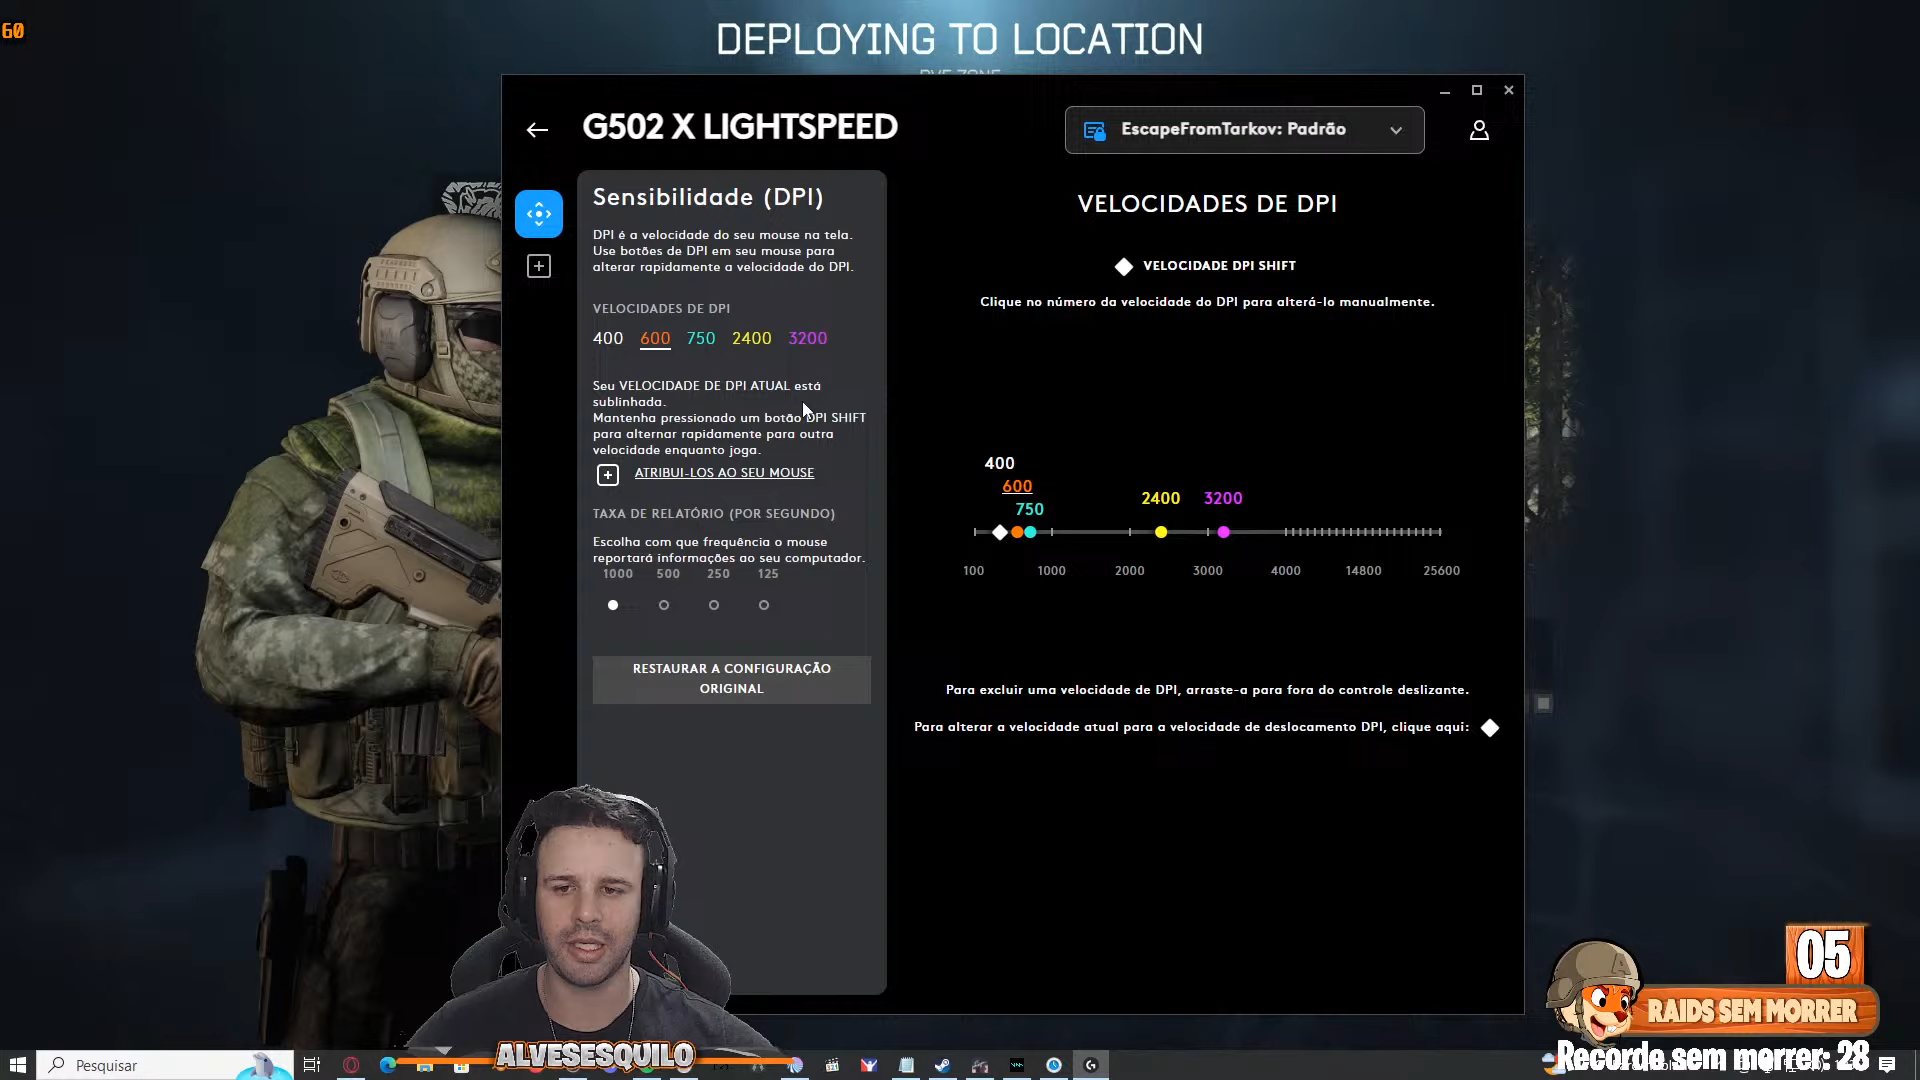 60
DEPLOYING TO LOCATION
PVE ZONE
G502 X LIGHTSPEED
EscapeFromTarkov: Padrão
Sensibilidade (DPI)
DPI é a velocidade do seu mouse na tela.
Use botões de DPI em seu mouse para
alterar rapidamente a velocidade do DPI.
VELOCIDADES DE DPI
400 600 750 2400 3200
Seu VELOCIDADE DE DPI ATUAL está
sublinhada.
Mantenha pressionado um botão DPI SHIFT
para alternar rapidamente para outra
velocidade enquanto joga.
ATRIBUI-LOS AO SEU MOUSE
TAXA DE RELATÓRIO (POR SEGUNDO)
Escolha com que frequência o mouse
reportará informações ao seu computador.
1000 500 250 125
RESTAURAR A CONFIGURAÇÃO
ORIGINAL
VELOCIDADES DE DPI
VELOCIDADE DPI SHIFT
Clique no número da velocidade do DPI para alterá-lo manualmente.
400
600
750
2400 3200
100 1000 2000 3000 4000 14800 25600
Para excluir uma velocidade de DPI, arraste-a para fora do controle deslizante.
Para alterar a velocidade atual para a velocidade de deslocamento DPI, clique aqui:
05
RAIDS SEM MORRER
Recorde sem morrer: 28
ALVESESQUILO
Pesquisar